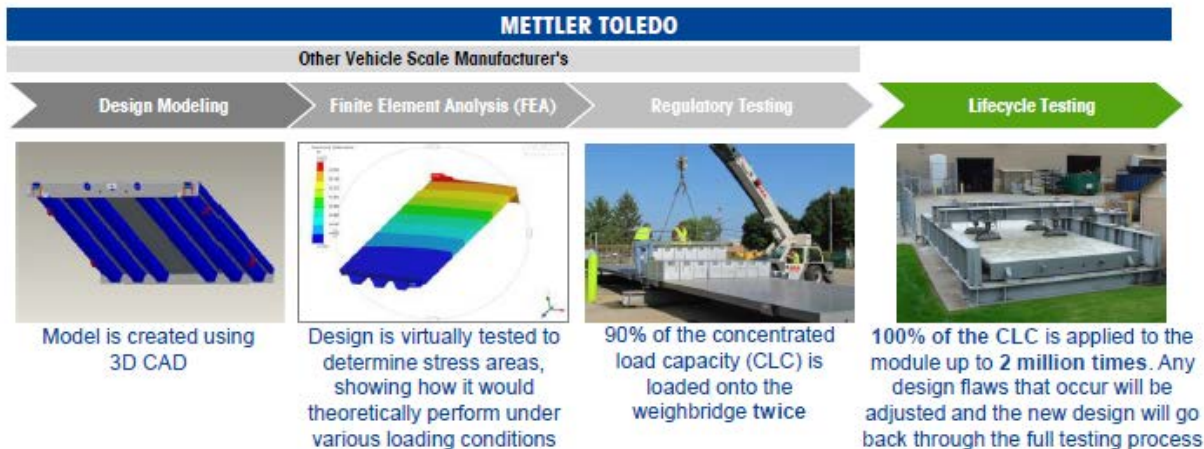 METTLER TOLEDO
Other Vehicle Scale Manufacturer's
Design Modeling
Finite Element Analysis (FEA)
Regulatory Testing
Lifecycle Testing
Model is created using
3D CAD
Design is virtually tested to
determine stress areas,
showing how it would
theoretically perform under
various loading conditions
90% of the concentrated
load capacity (CLC) is
loaded onto the
weighbridge twice
100% of the CLC is applied to the
module up to 2 million times. Any
design flaws that occur will be
adjusted and the new design will go
back through the full testing process